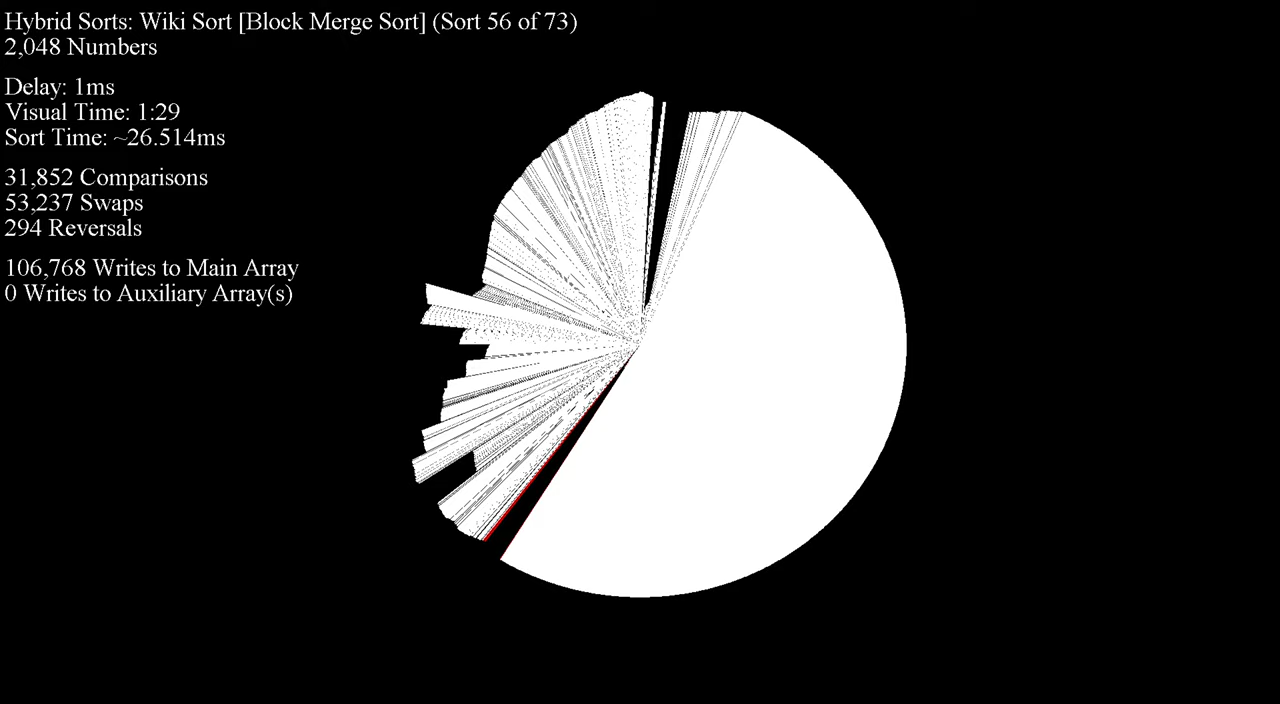 Hybrid Sorts: Wiki Sort [Block Merge Sort] (Sort 56 of 73)
2,048 Numbers
Delay: 1ms
Visual Time: 1:29
Sort Time: ~26.514ms
31,852 Comparisons
53,237 Swaps
294 Reversals
106,768 Writes to Main Array
0 Writes to Auxiliary Array(s)